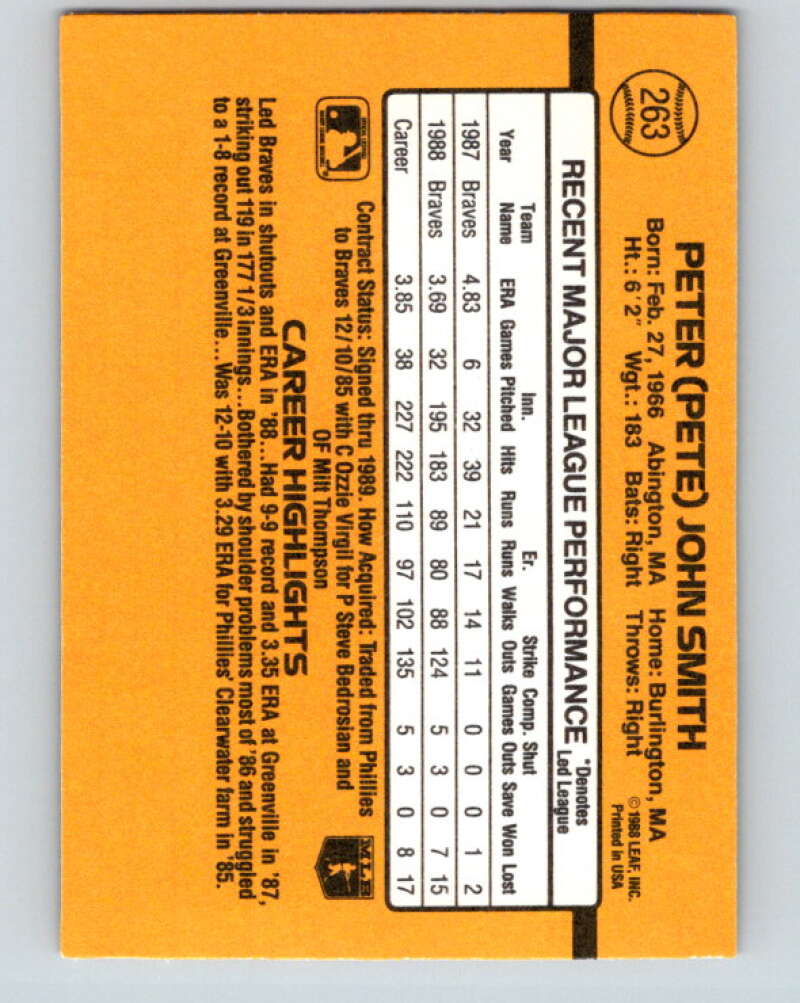 263
PETER (PETE) JOHN SMITH
Born: Feb. 27, 1966 Abington, MA Home: Burlington, MA
Ht.: 6'2" Wgt.: 183 Bats: Right Throws: Right
©1988 LEAF, INC.
Printed in USA
RECENT MAJOR LEAGUE PERFORMANCE
*Denotes
Led League
Team Inn. Er. Strike Comp. Shut
Year Name ERA Games Pitched Hits Runs Runs Walks Outs Games Outs Save Won Lost
1987 Braves 4.83 6 32 39 21 17 14 11 0 0 0 1 2
1988 Braves 3.69 32 195 183 89 80 88 124 5 3 0 7 15
Career 3.85 38 227 222 110 97 102 135 5 3 0 8 17
Contract Status: Signed thru 1989. How Acquired: Traded from Phillies
to Braves 12/10/85 with C Ozzie Virgil for P Steve Bedrosian and
OF Milt Thompson
MLB
CAREER HIGHLIGHTS
Led Braves in shutouts and ERA in '88...Had 9-9 record and 3.35 ERA at Greenville in '87,
striking out 119 in 177 1/3 innings...Bothered by shoulder problems most of '86 and struggled
to a 1-8 record at Greenville... Was 12-10 with 3.29 ERA for Phillies' Clearwater farm in '85.